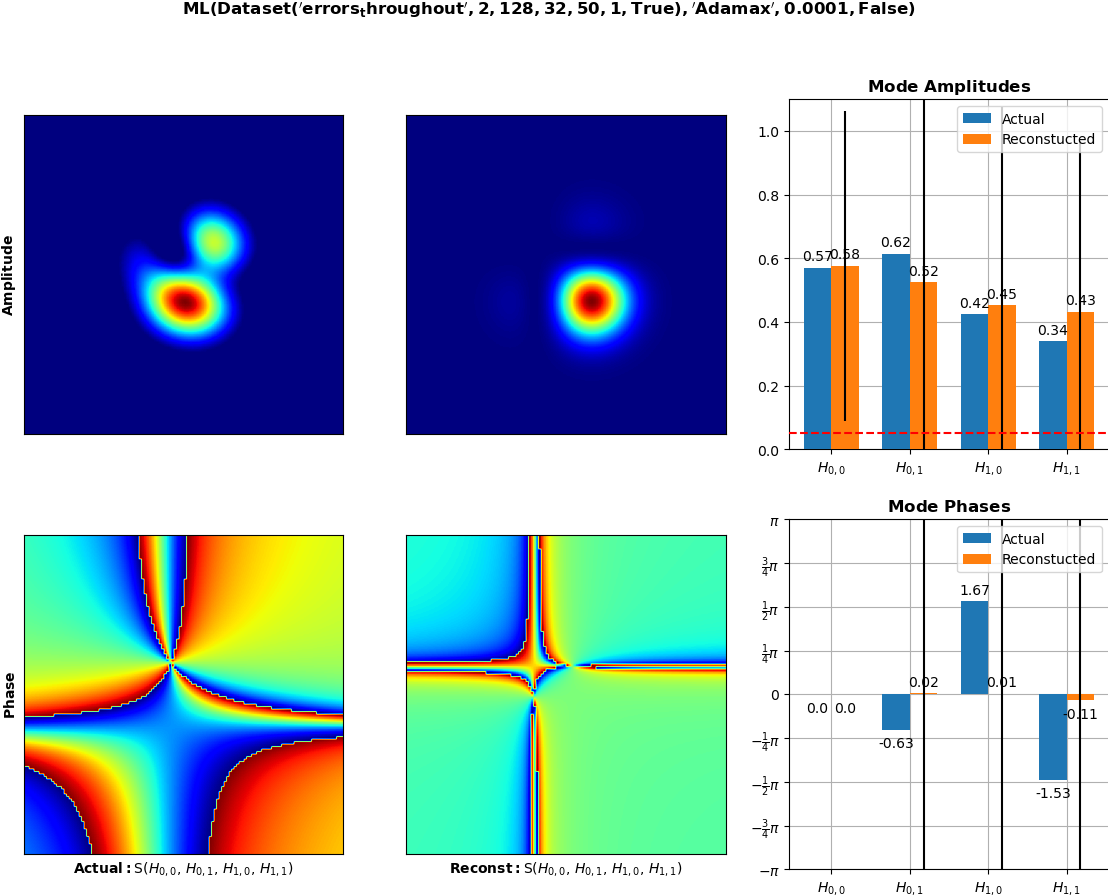 ML(Dataset('errors_throughout', 2, 128, 32, 50, 1, True), 'Adamax', 0.0001, False)
Amplitude
Mode Amplitudes
Actual
Reconstucted
1.0
0.8
0.6
0.4
0.2
0.0
0.57 0.58 0.62 0.52 0.42 0.45 0.34 0.43
H0,0 H0,1 H1,0 H1,1
Phase
Actual: S(H0,0, H0,1, H1,0, H1,1)
Reconst: S(H0,0, H0,1, H1,0, H1,1)
Mode Phases
Actual
Reconstucted
π
3/4π
1/2π
1/4π
0
−1/4π
−1/2π
−3/4π
−π
0.0 0.0 -0.63 0.02 1.67 0.01 -1.53 -0.11
H0,0 H0,1 H1,0 H1,1